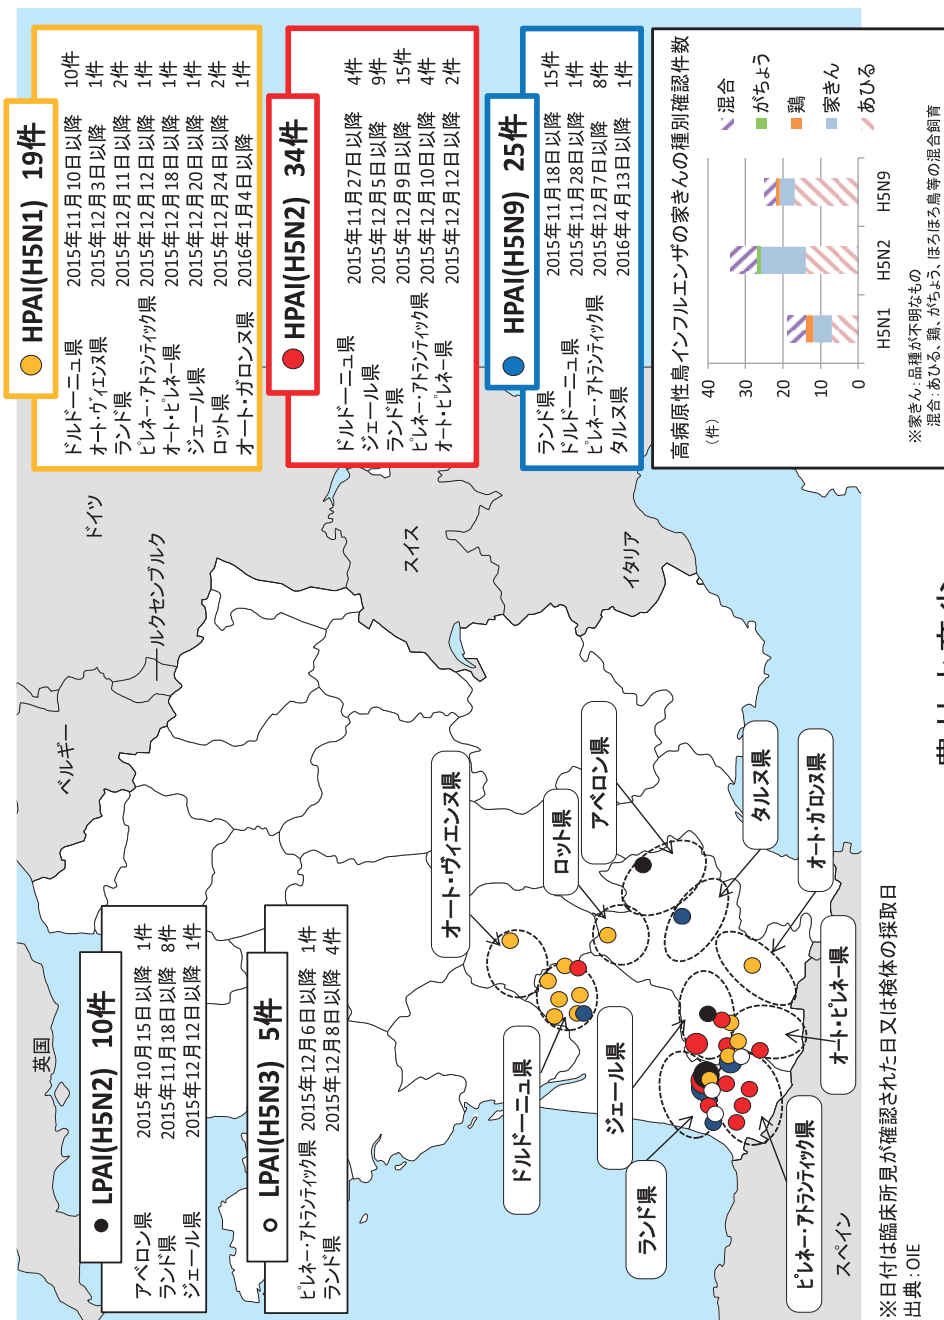 英国
ベルギー
ルクセンブルク
ドイツ
スイス
イタリア
スペイン
● LPAI(H5N2) 10件
アベロン県 2015年10月15日以降 1件
ランド県 2015年11月18日以降 8件
ジェール県 2015年12月12日以降 1件
○ LPAI(H5N3) 5件
ピレネー・アトランティック県 2015年12月6日以降 1件
ランド県 2015年12月8日以降 4件
オート・ヴィエンヌ県
ロット県
アベロン県
タルヌ県
オート・ガロンヌ県
ドルドーニュ県
ジェール県
ランド県
ピレネー・アトランティック県
オート・ピレネー県
HPAI(H5N1) 19件
ドルドーニュ県 2015年11月10日以降 10件
オート・ヴィエンヌ県 2015年12月3日以降 1件
ランド県 2015年12月11日以降 2件
ピレネー・アトランティック県 2015年12月12日以降 1件
オート・ピレネー県 2015年12月18日以降 1件
ジェール県 2015年12月20日以降 1件
ロット県 2015年12月24日以降 2件
オート・ガロンヌ県 2016年1月4日以降 1件
HPAI(H5N2) 34件
ドルドーニュ県 2015年11月27日以降 4件
ジェール県 2015年12月5日以降 9件
ランド県 2015年12月9日以降 15件
ピレネー・アトランティック県 2015年12月10日以降 4件
オート・ピレネー県 2015年12月12日以降 2件
HPAI(H5N9) 25件
ランド県 2015年11月18日以降 15件
ドルドーニュ県 2015年11月28日以降 1件
ピレネー・アトランティック県 2015年12月7日以降 8件
タルヌ県 2016年4月13日以降 1件
高病原性鳥インフルエンザの家きんの種別確認件数
(件)
40
30
20
10
0
H5N1 H5N2 H5N9
混合
がちょう
鶏
家きん
あひる
※家きん:品種が不明なもの
混合:あひる、鶏、がちょう、ほろほろ鳥等の混合飼育
※日付は臨床所見が確認された日又は検体の採取日
出典:OIE